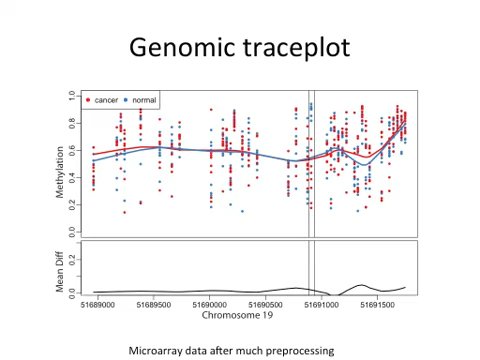 Genomic traceplot
cancer normal
Methylation
0.0 0.2 0.4 0.6 0.8 1.0
Mean Diff
0.0 0.2
51689000 51689500 51690000 51690500 51691000 51691500
Chromosome 19
Microarray data after much preprocessing